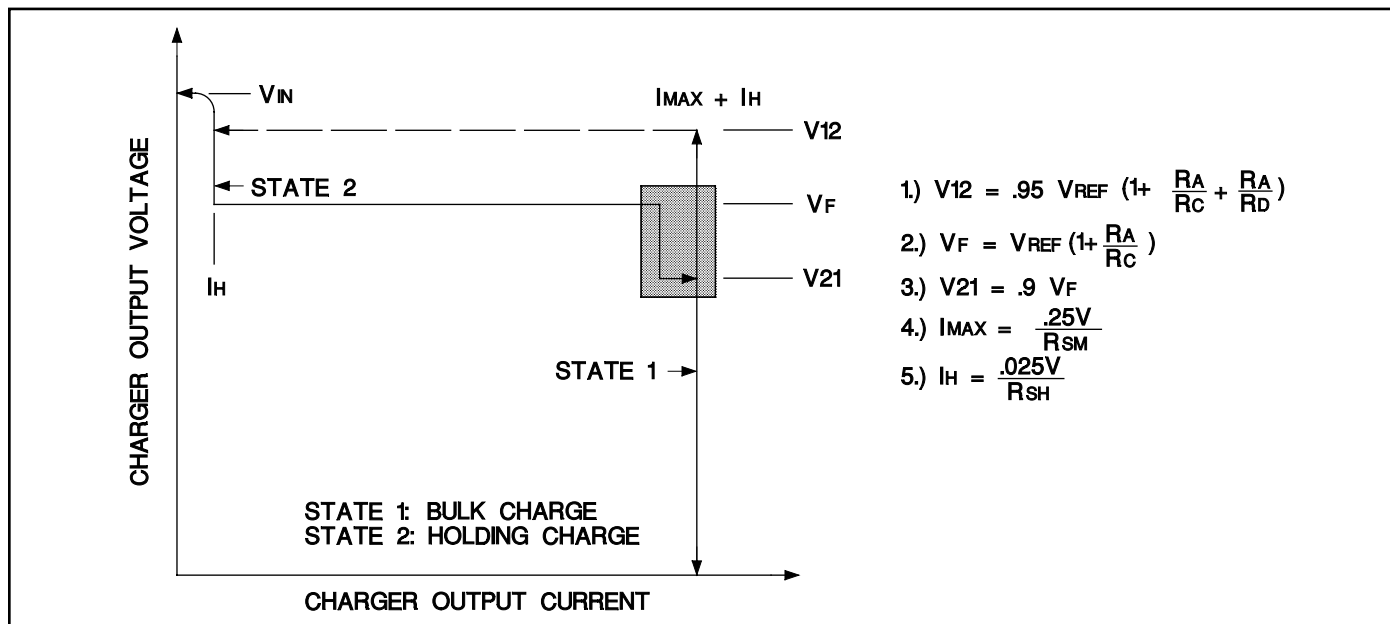 CHARGER OUTPUT VOLTAGE
VIN
IMAX + IH
V12
STATE 2
VF
IH
V21
STATE 1
STATE 1: BULK CHARGE
STATE 2: HOLDING CHARGE
CHARGER OUTPUT CURRENT
1.) V12 = .95 VREF (1+ RA/RC + RA/RD)
2.) VF = VREF (1+ RA/RC)
3.) V21 = .9 VF
4.) IMAX = .25V/RSM
5.) IH = .025V/RSH